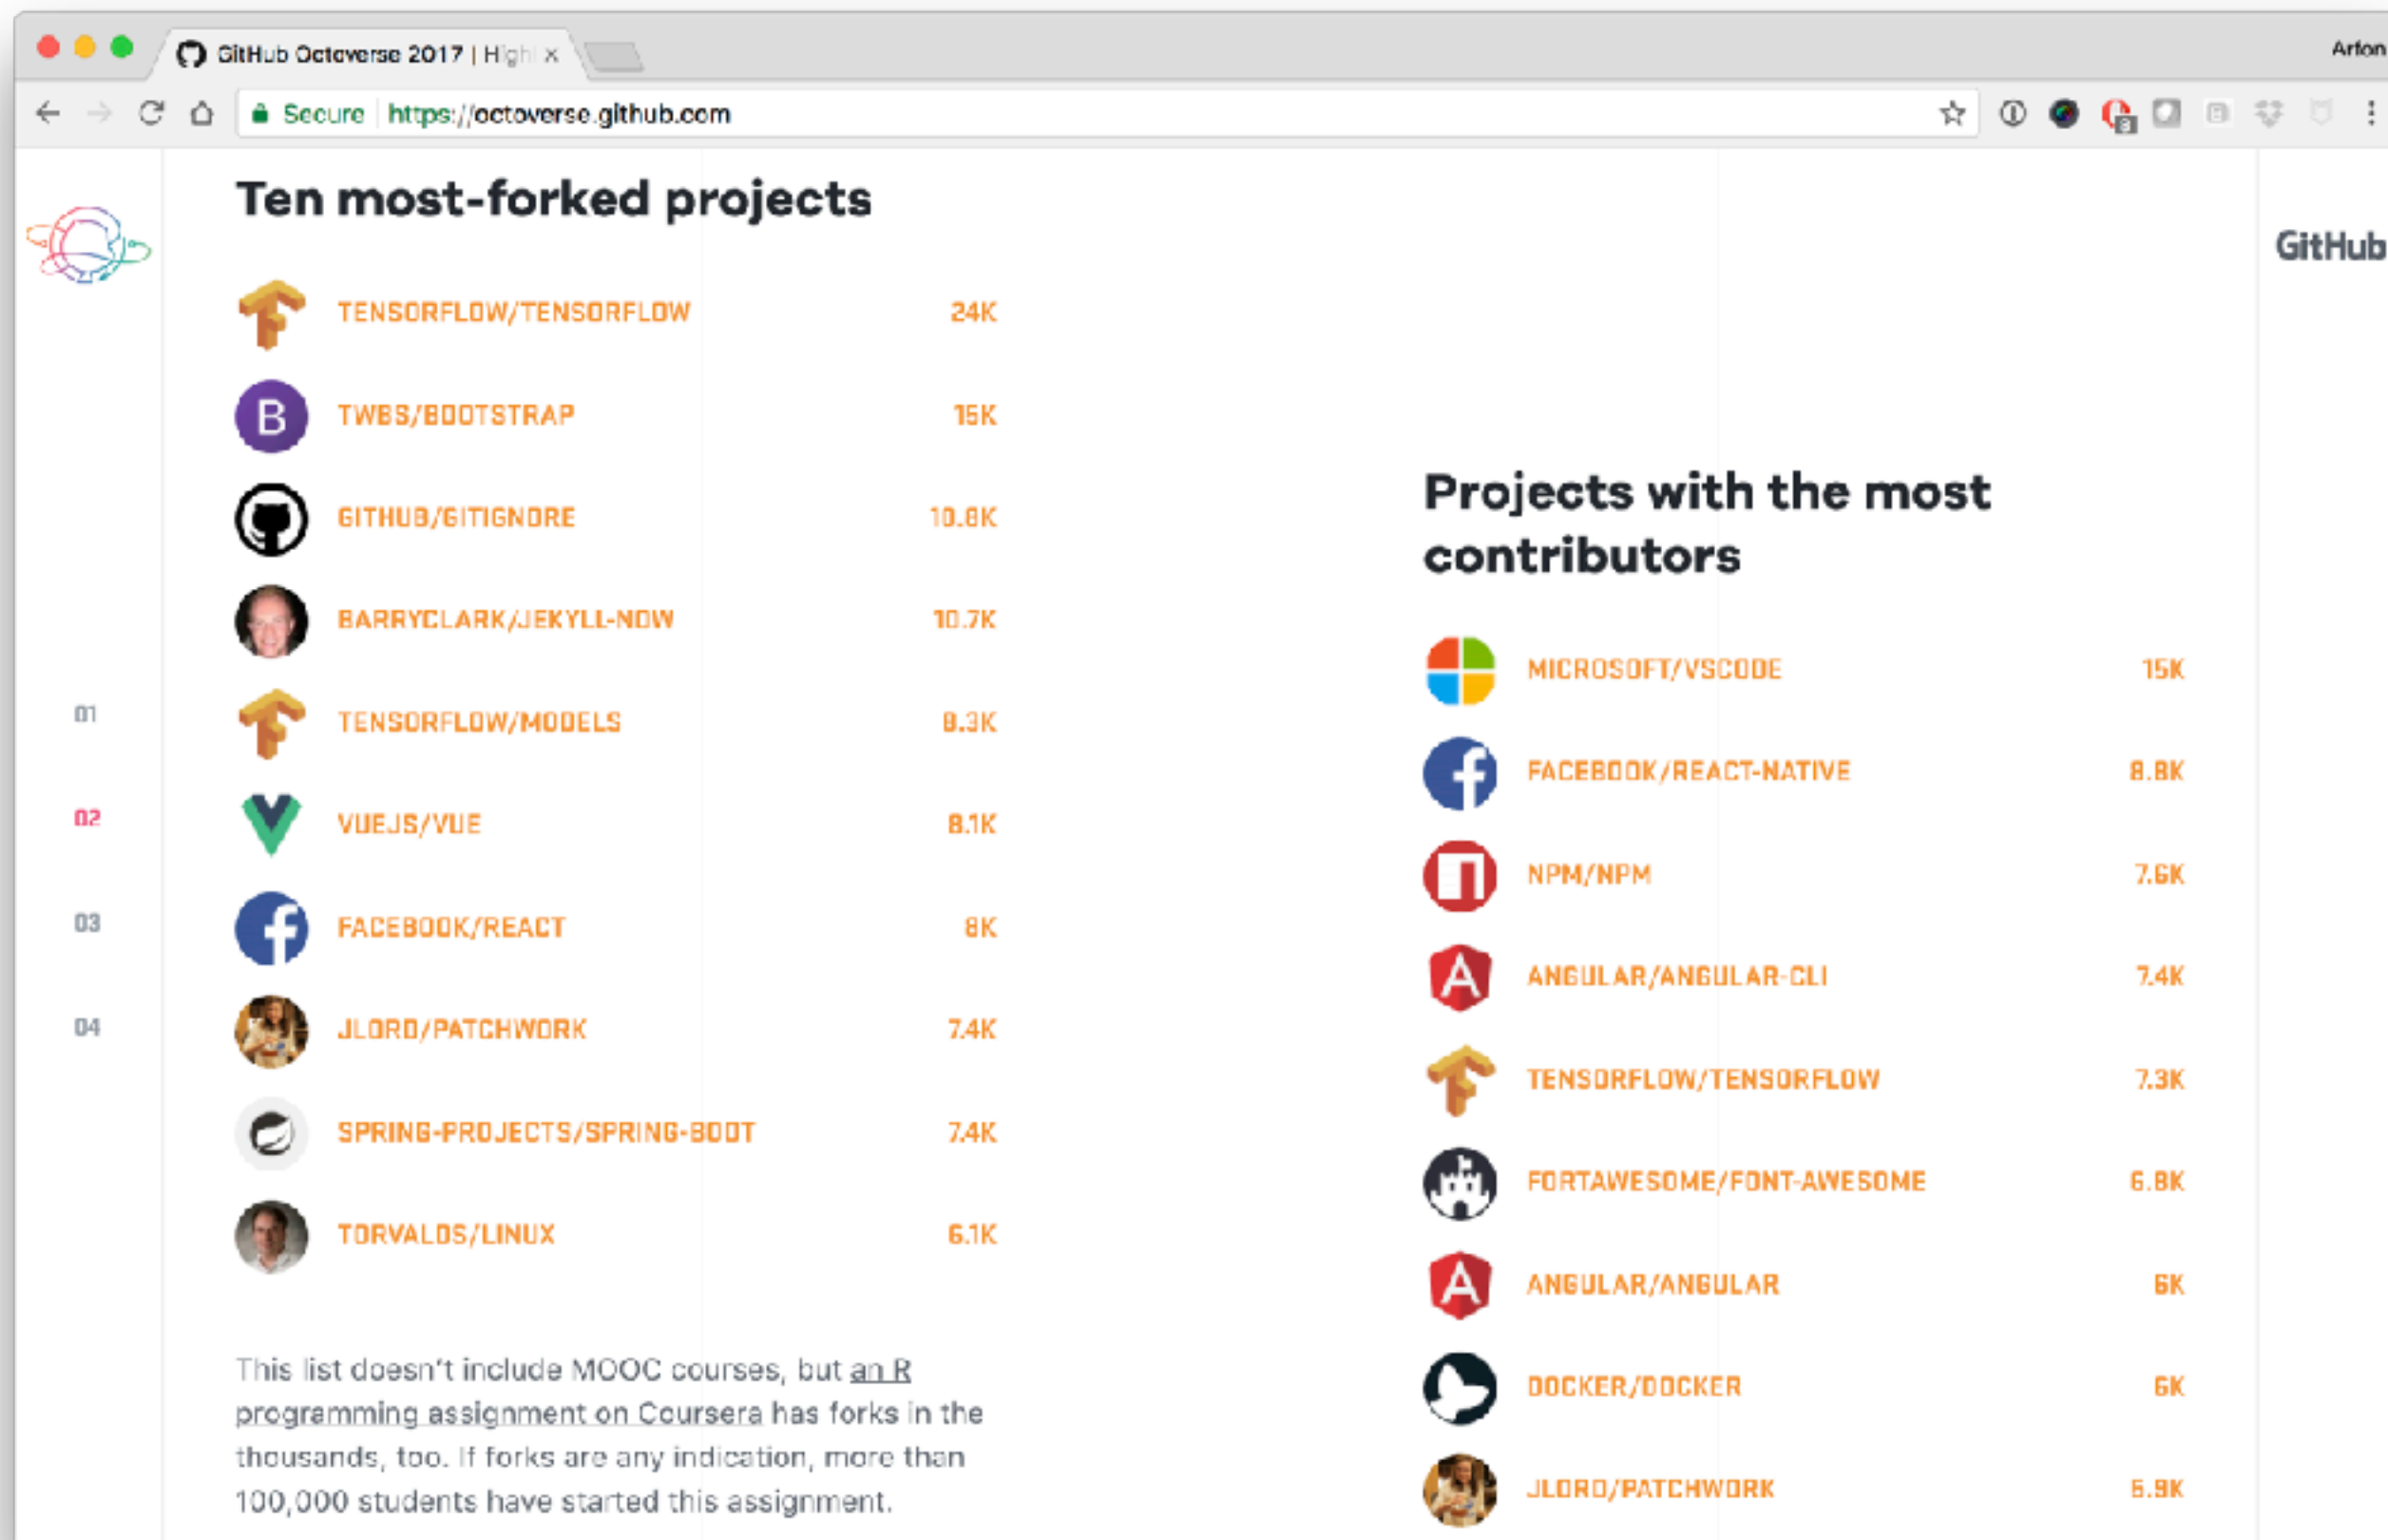 GitHub Octoverse 2017 | Highl
Arfon
Secure
https://octoverse.github.com
Ten most-forked projects
GitHub
TENSORFLOW/TENSORFLOW 24K
TWBS/BOOTSTRAP 15K
GITHUB/GITIGNORE 10.8K
BARRYCLARK/JEKYLL-NOW 10.7K
TENSORFLOW/MODELS 8.3K
VUEJS/VUE 8.1K
FACEBOOK/REACT 8K
JLORD/PATCHWORK 7.4K
SPRING-PROJECTS/SPRING-BOOT 7.4K
TORVALDS/LINUX 6.1K
This list doesn't include MOOC courses, but an R
programming assignment on Coursera has forks in the
thousands, too. If forks are any indication, more than
100,000 students have started this assignment.
01
02
03
04
Projects with the most
contributors
MICROSOFT/VSCODE 15K
FACEBOOK/REACT-NATIVE 8.8K
NPM/NPM 7.6K
ANGULAR/ANGULAR-CLI 7.4K
TENSORFLOW/TENSORFLOW 7.3K
FORTAWESOME/FONT-AWESOME 6.8K
ANGULAR/ANGULAR 6K
DOCKER/DOCKER 6K
JLORD/PATCHWORK 5.9K